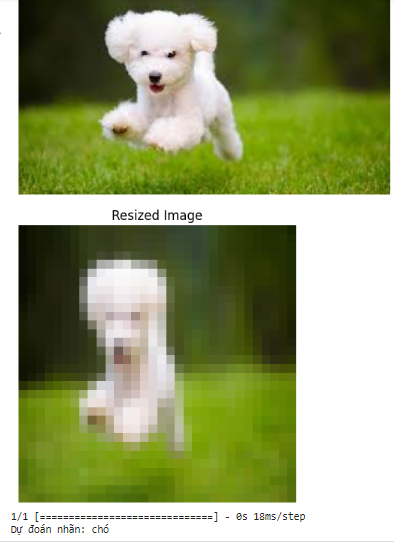 Resized Image
1/1 [==============================] - 0s 18ms/step
Dự đoán nhãn: chó